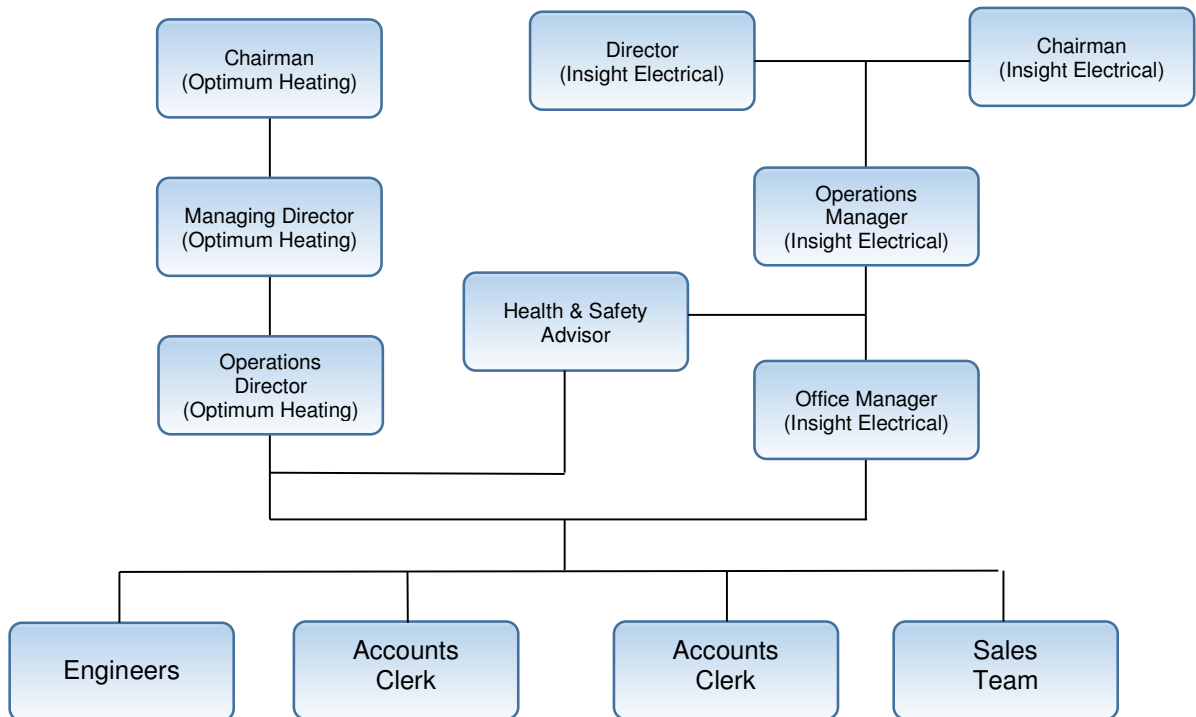 Chairman
(Optimum Heating)
Director
(Insight Electrical)
Chairman
(Insight Electrical)
Managing Director
(Optimum Heating)
Operations
Manager
(Insight Electrical)
Health & Safety
Advisor
Operations
Director
(Optimum Heating)
Office Manager
(Insight Electrical)
Engineers
Accounts
Clerk
Accounts
Clerk
Sales
Team